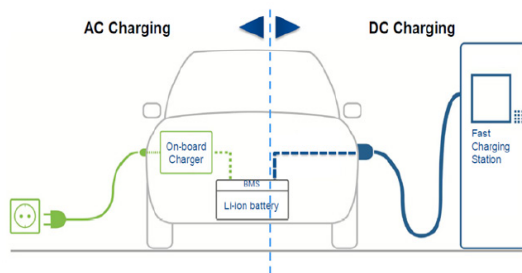 AC Charging
DC Charging
On-board
Charger
BMS
Li-ion battery
Fast
Charging
Station